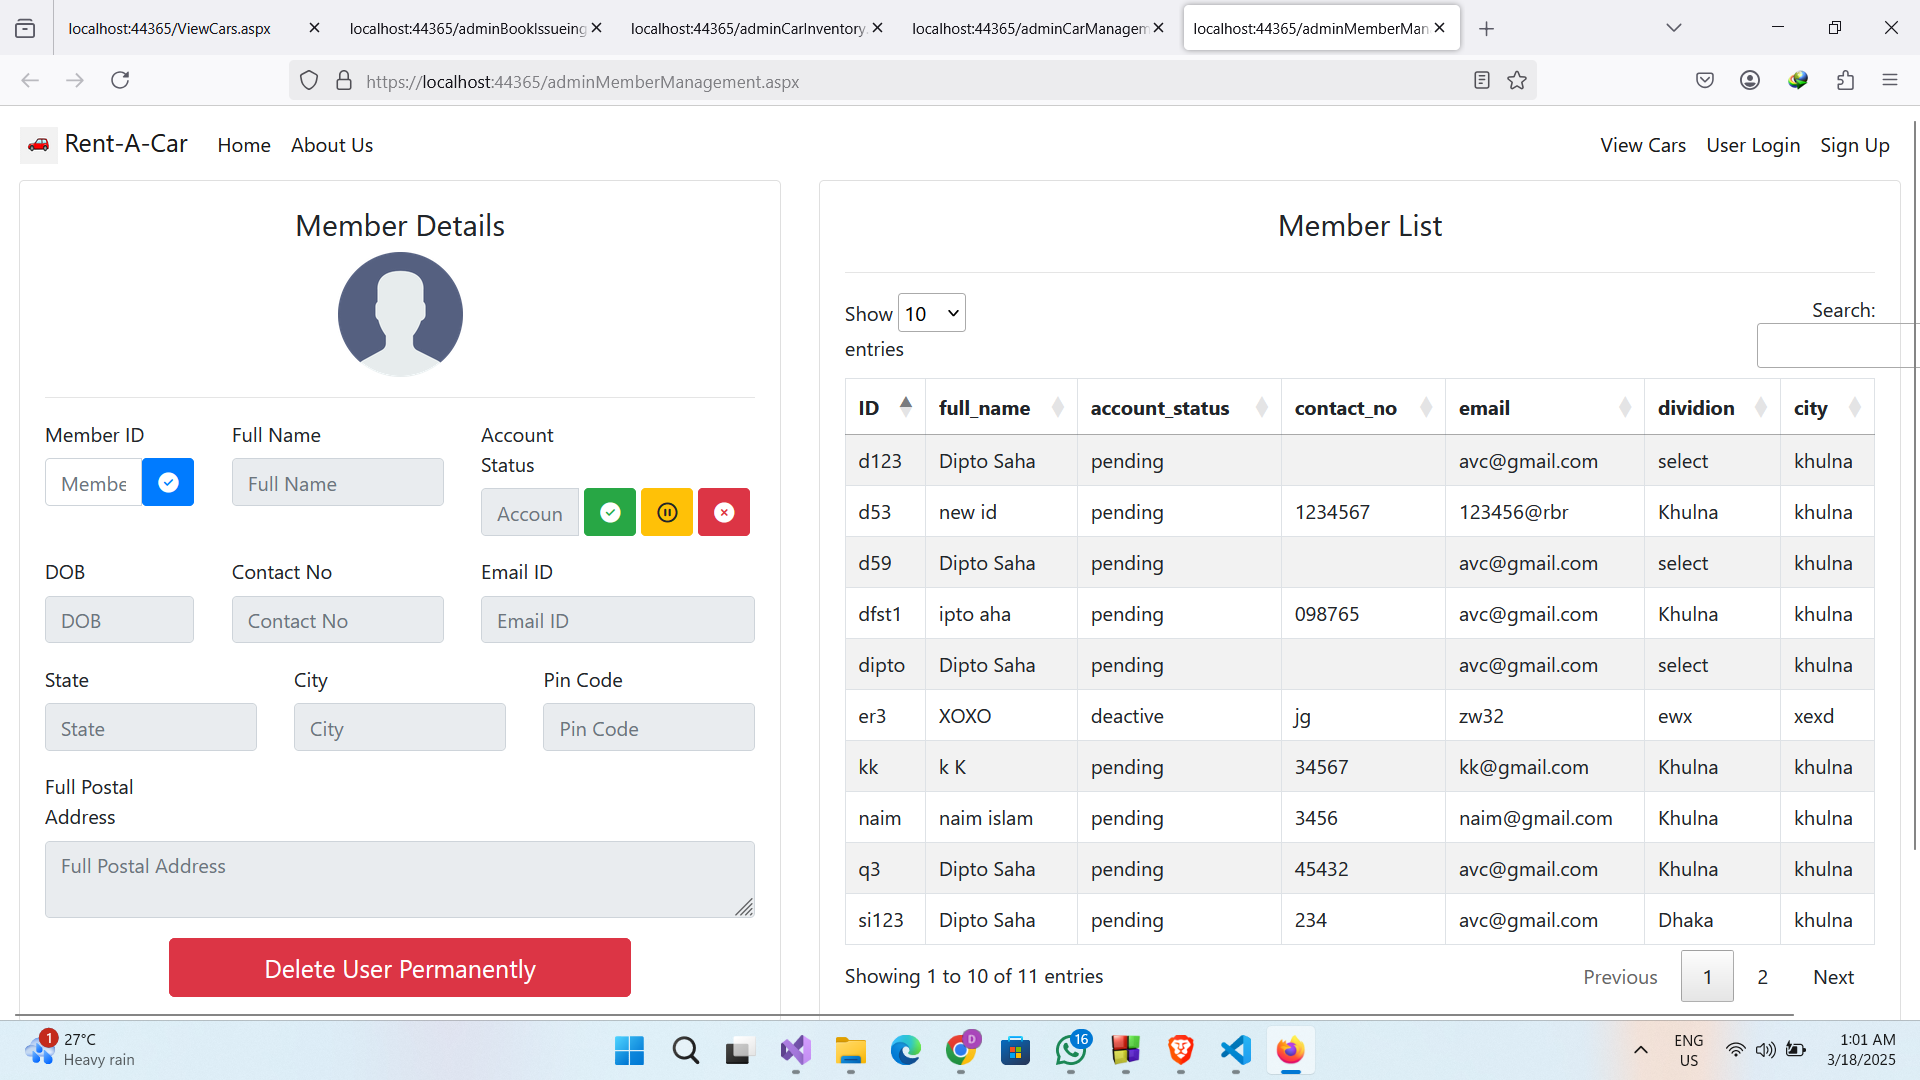 localhost:44365/ViewCars.aspx
localhost:44365/adminBookIssueing
localhost:44365/adminCarInventory.
localhost:44365/adminCarManagem
localhost:44365/adminMemberMan
https://localhost:44365/adminMemberManagement.aspx
Rent-A-Car Home About Us View Cars User Login Sign Up
Member Details
Member ID Full Name Account
Status
Membe Full Name Accoun
DOB Contact No Email ID
DOB Contact No Email ID
State City Pin Code
State City Pin Code
Full Postal
Address
Full Postal Address
Delete User Permanently
Member List
Show 10
entries
Search:
ID full_name account_status contact_no email dividion city
d123 Dipto Saha pending avc@gmail.com select khulna
d53 new id pending 1234567 123456@rbr Khulna khulna
d59 Dipto Saha pending avc@gmail.com select khulna
dfst1 ipto aha pending 098765 avc@gmail.com Khulna khulna
dipto Dipto Saha pending avc@gmail.com select khulna
er3 XOXO deactive jg zw32 ewx xexd
kk k K pending 34567 kk@gmail.com Khulna khulna
naim naim islam pending 3456 naim@gmail.com Khulna khulna
q3 Dipto Saha pending 45432 avc@gmail.com Khulna khulna
si123 Dipto Saha pending 234 avc@gmail.com Dhaka khulna
Showing 1 to 10 of 11 entries Previous 1 2 Next
1
27°C
Heavy rain
D
16
ENG
US
1:01 AM
3/18/2025